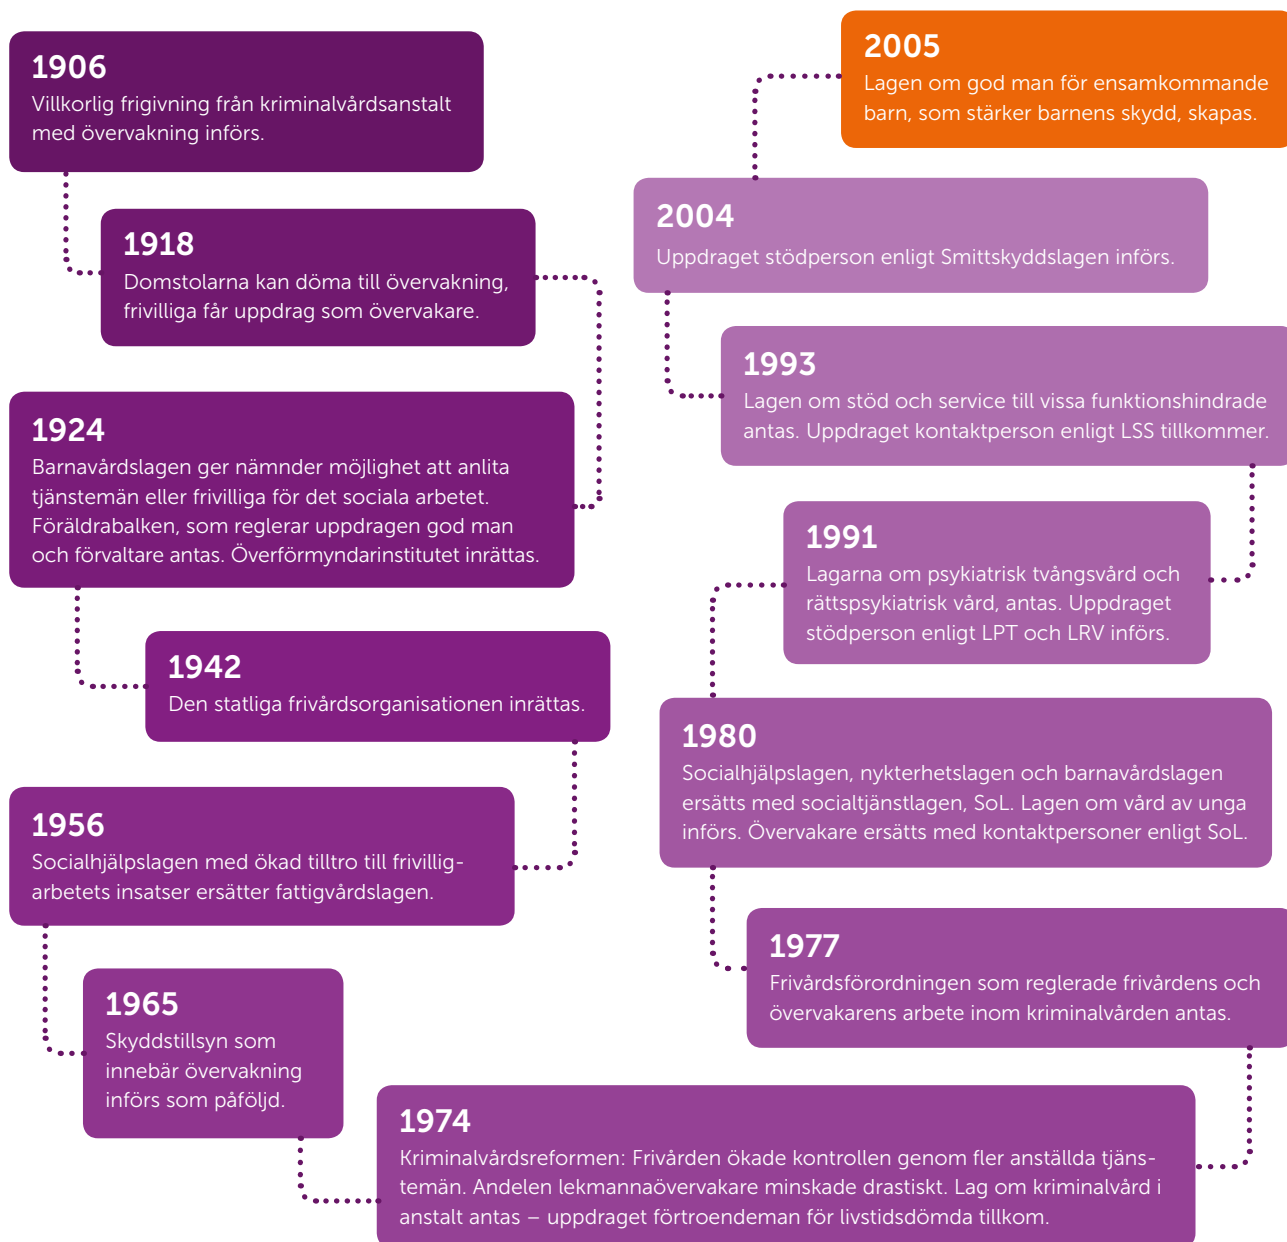 1906
Villkorlig frigivning från kriminalvårdsanstalt
med övervakning införs.
1918
Domstolarna kan döma till övervakning,
frivilliga får uppdrag som övervakare.
1924
Barnavårdslagen ger nämnder möjlighet att anlita
tjänstemän eller frivilliga för det sociala arbetet.
Föräldrabalken, som reglerar uppdragen god man
och förvaltare antas. Överförmyndarinstitutet inrättas.
1942
Den statliga frivårdsorganisationen inrättas.
1956
Socialhjälpslagen med ökad tilltro till frivillig-
arbetets insatser ersätter fattigvårdslagen.
1965
Skyddstillsyn som
innebär övervakning
införs som påföljd.
1974
Kriminalvårdsreformen: Frivården ökade kontrollen genom fler anställda tjäns-
temän. Andelen lekmannaövervakare minskade drastiskt. Lag om kriminalvård i
anstalt antas – uppdraget förtroendeman för livstidsdömda tillkom.
1977
Frivårdsförordningen som reglerade frivårdens och
övervakarens arbete inom kriminalvården antas.
1980
Socialhjälpslagen, nykterhetslagen och barnavårdslagen
ersätts med socialtjänstlagen, SoL. Lagen om vård av unga
införs. Övervakare ersätts med kontaktpersoner enligt SoL.
1991
Lagarna om psykiatrisk tvångsvård och
rättspsykiatrisk vård, antas. Uppdraget
stödperson enligt LPT och LRV införs.
1993
Lagen om stöd och service till vissa funktionshindrade
antas. Uppdraget kontaktperson enligt LSS tillkommer.
2004
Uppdraget stödperson enligt Smittskyddslagen införs.
2005
Lagen om god man för ensamkommande
barn, som stärker barnens skydd, skapas.